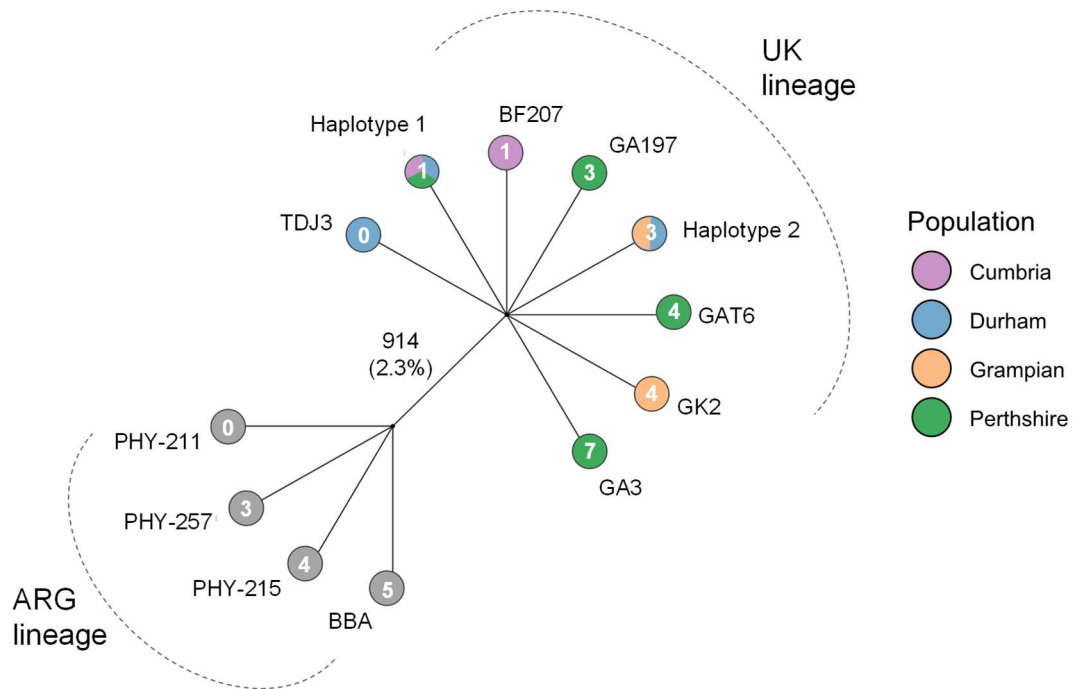 UK
lineage
BF207
1
Haplotype 1
1
GA197
3
TDJ3
0
Haplotype 2
3
GAT6
4
GK2
4
GA3
7
914
(2.3%)
PHY-211
0
PHY-257
3
PHY-215
4
BBA
5
ARG
lineage
Population
Cumbria
Durham
Grampian
Perthshire